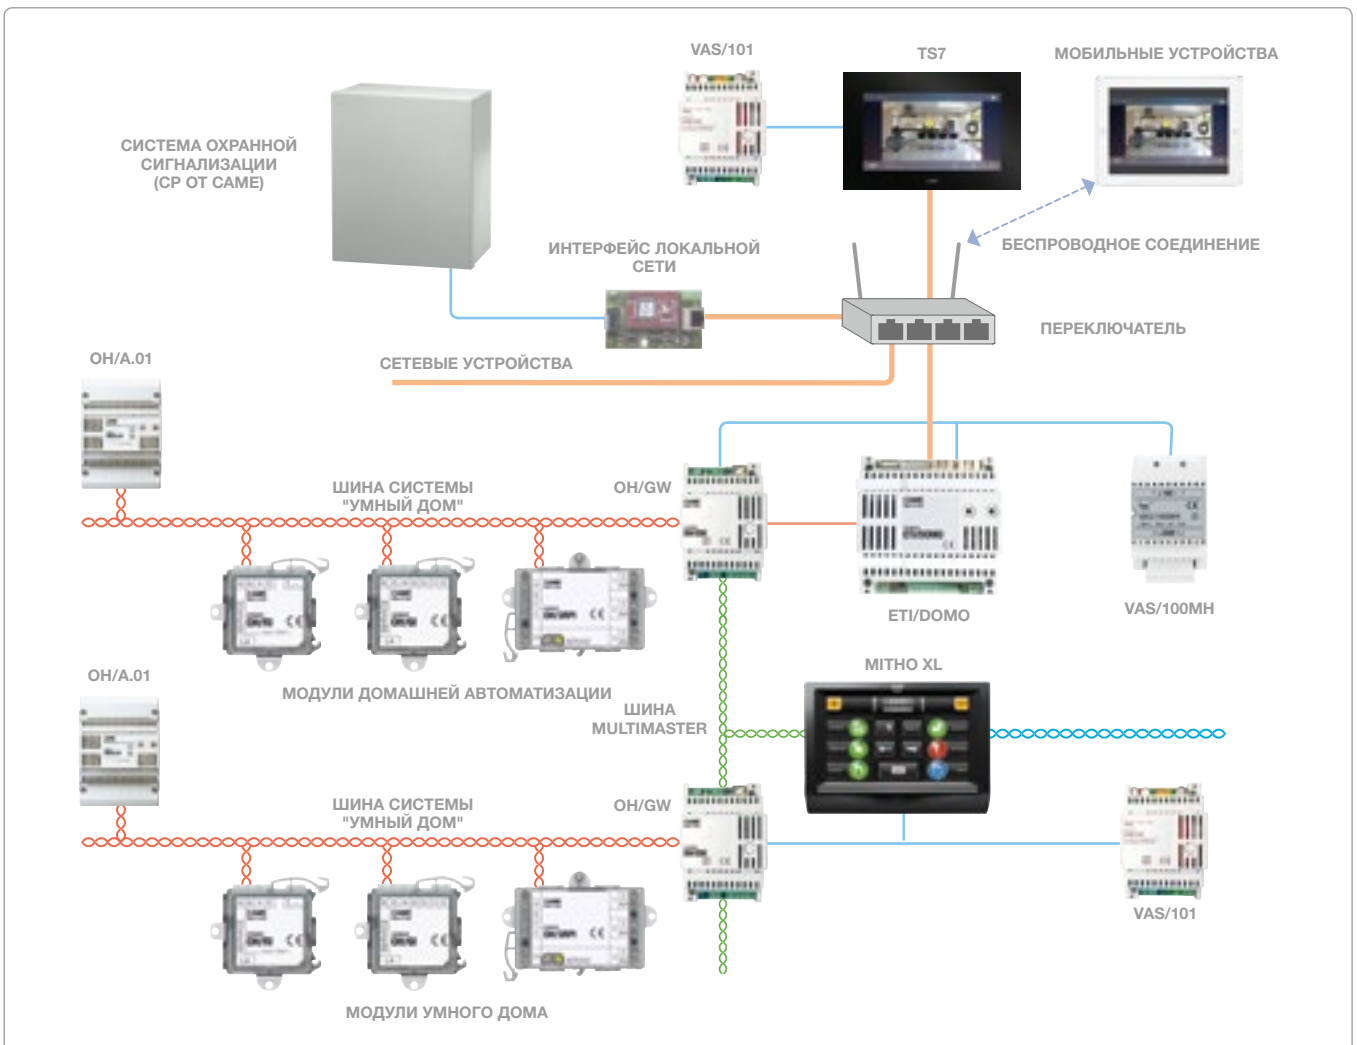 VAS/101
TS7
МОБИЛЬНЫЕ УСТРОЙСТВА
СИСТЕМА ОХРАННОЙ
СИГНАЛИЗАЦИИ
(СР ОТ CAME)
ИНТЕРФЕЙС ЛОКАЛЬНОЙ
СЕТИ
БЕСПРОВОДНОЕ СОЕДИНЕНИЕ
ПЕРЕКЛЮЧАТЕЛЬ
СЕТЕВЫЕ УСТРОЙСТВА
OH/A.01
ШИНА СИСТЕМЫ
"УМНЫЙ ДОМ"
OH/GW
ETI/DOMO
VAS/100MH
OH/A.01
МОДУЛИ ДОМАШНЕЙ АВТОМАТИЗАЦИИ
MITHO XL
ШИНА
MULTIMASTER
ШИНА СИСТЕМЫ
"УМНЫЙ ДОМ"
OH/GW
VAS/101
МОДУЛИ УМНОГО ДОМА